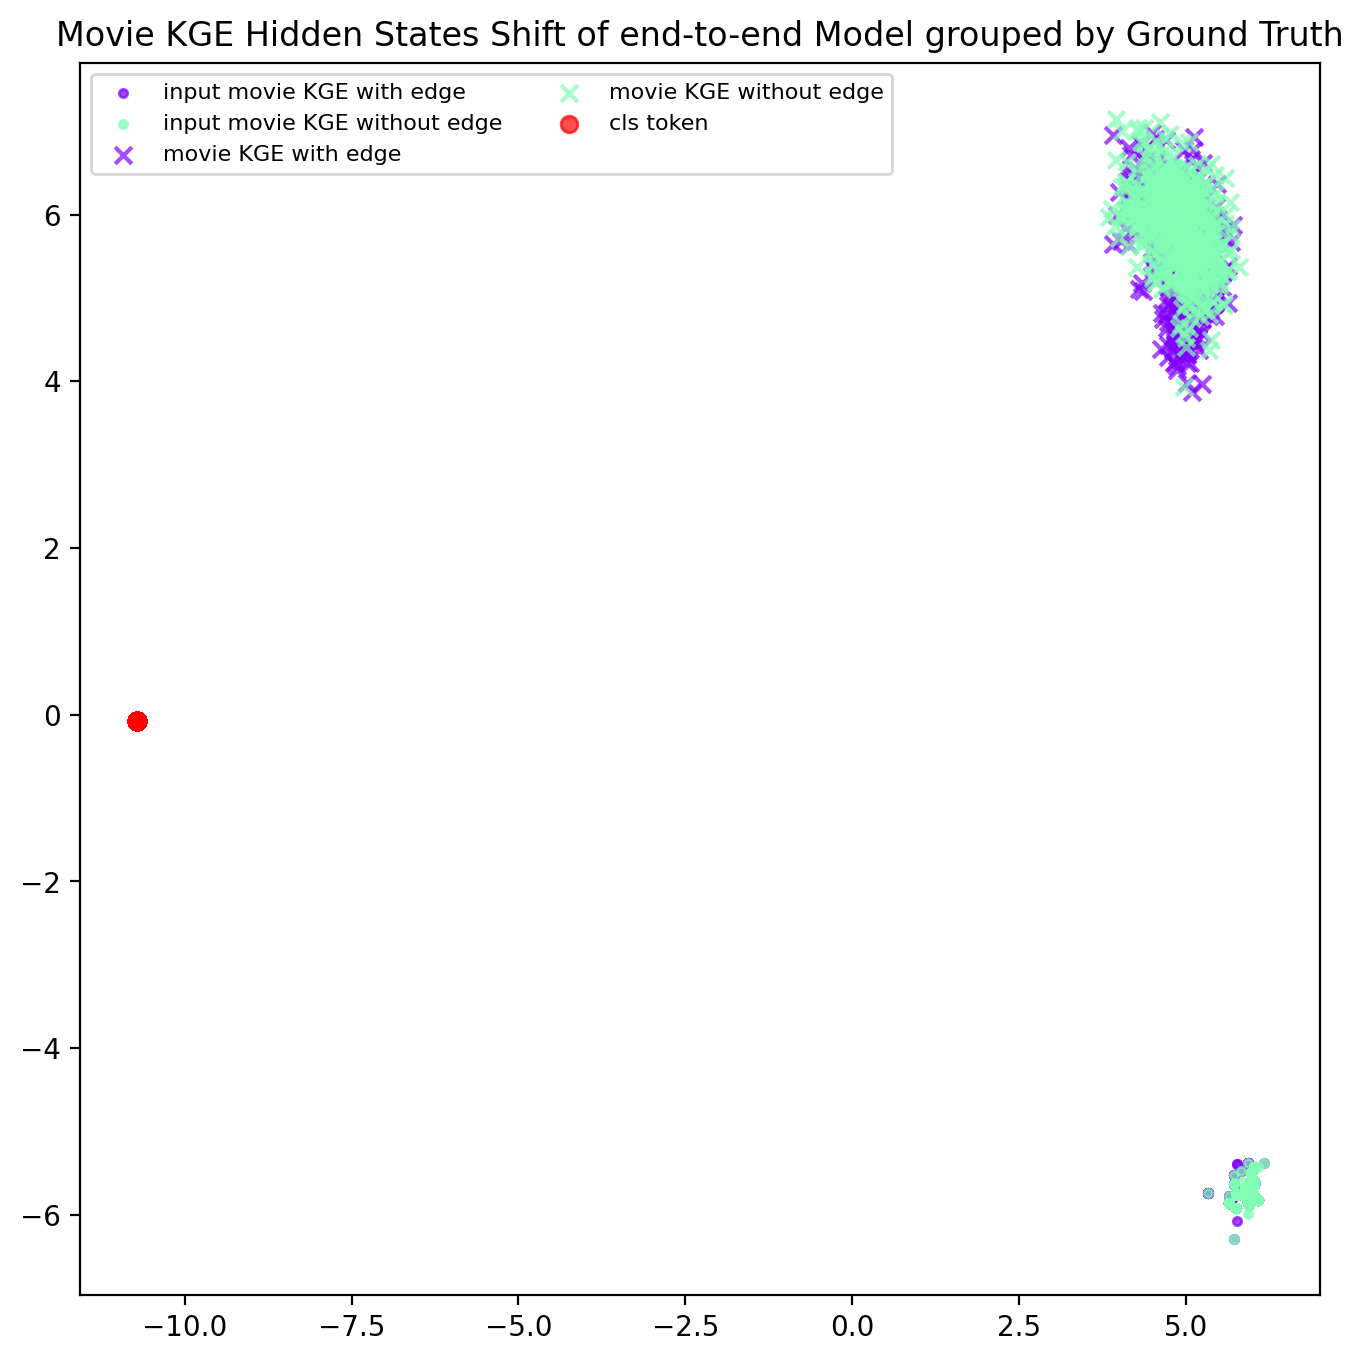 Movie KGE Hidden States Shift of end-to-end Model grouped by Ground Truth
input movie KGE with edge
input movie KGE without edge
movie KGE with edge
movie KGE without edge
cls token
6
4
2
0
−2
−4
−6
−10.0 −7.5 −5.0 −2.5 0.0 2.5 5.0